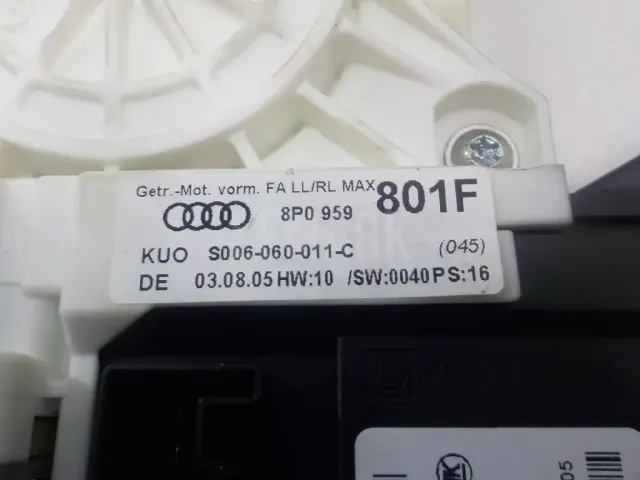 Getr.-Mot. vorm. FA LL/RL MAX 801F
8P0 959
KUO S006-060-011-C (045)
DE 03.08.05 HW:10 /SW:0040 PS:16
05